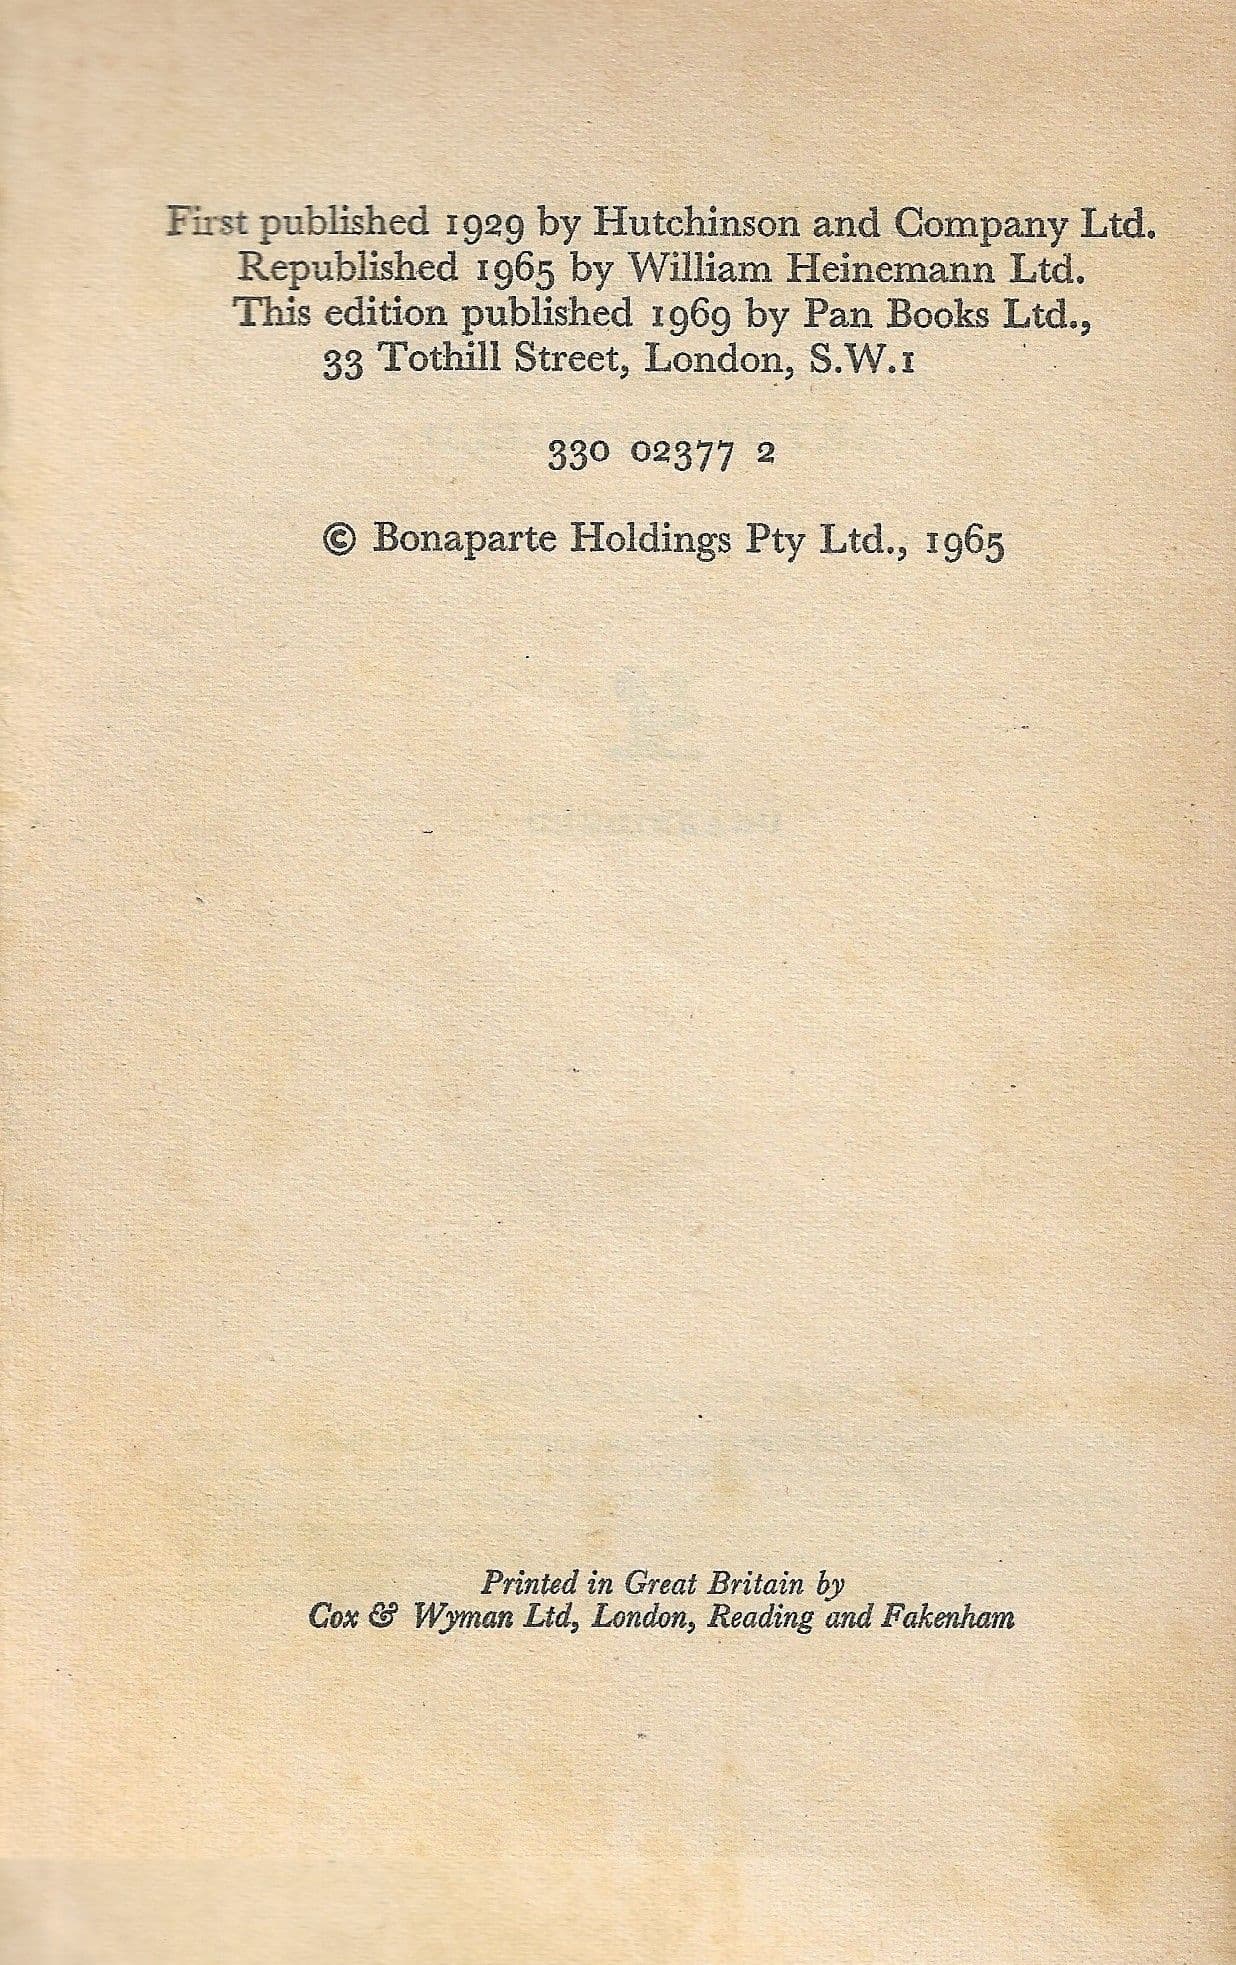 First published 1929 by Hutchinson and Company Ltd.
Republished 1965 by William Heinemann Ltd.
This edition published 1969 by Pan Books Ltd.,
33 Tothill Street, London, S.W.1
330 02377 2
© Bonaparte Holdings Pty Ltd., 1965
Printed in Great Britain by
Cox & Wyman Ltd, London, Reading and Fakenham